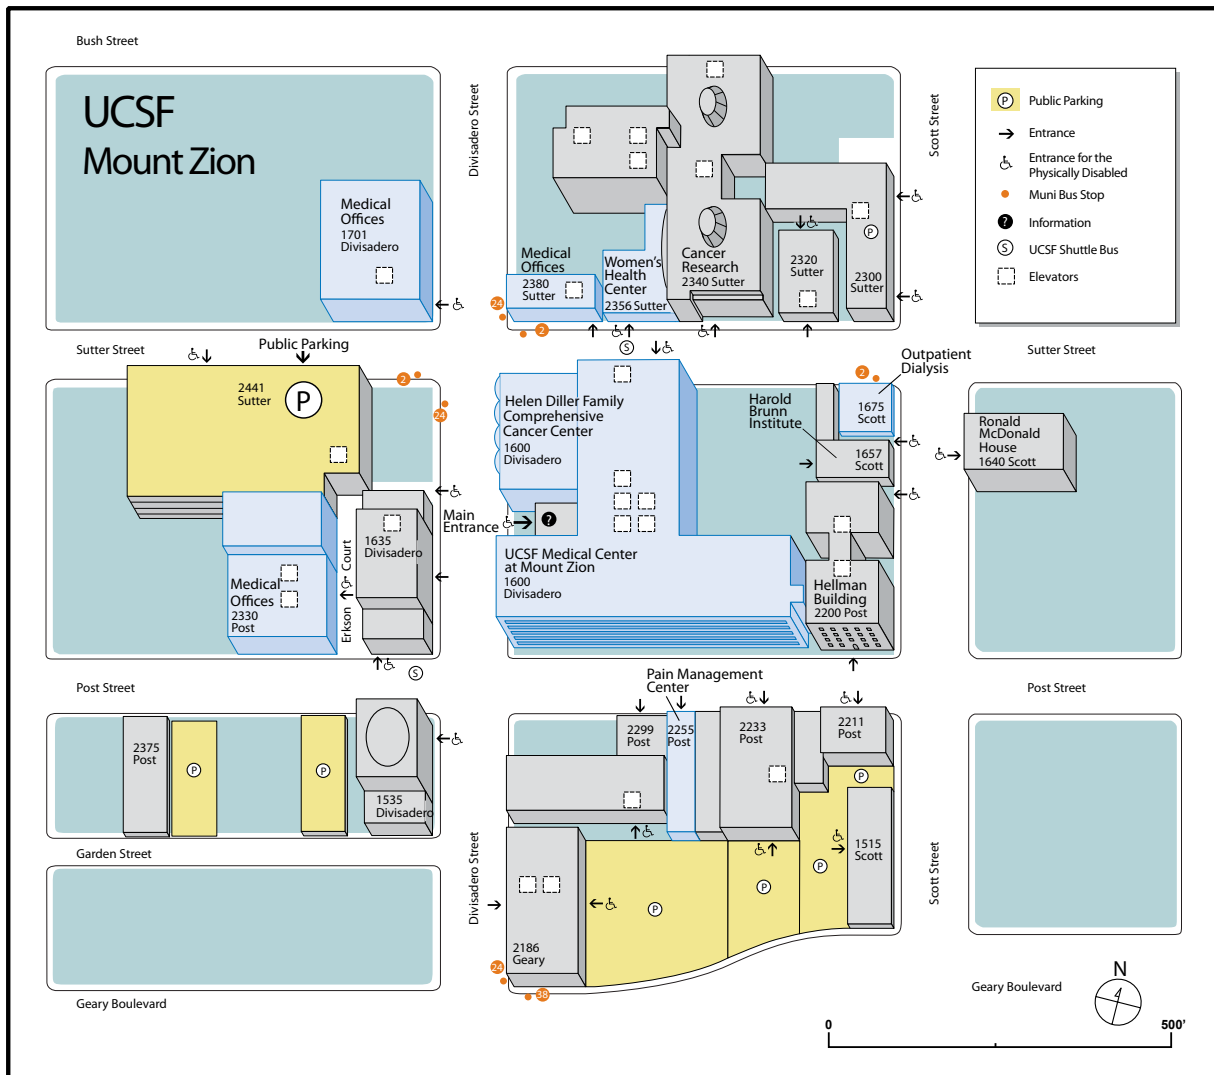 Bush Street
UCSF
Mount Zion
Divisadero Street
Scott Street
P
Public Parking
Entrance
Entrance for the
Physically Disabled
Muni Bus Stop
?
Information
S
UCSF Shuttle Bus
Elevators
Medical
Offices
1701
Divisadero
Medical
Offices
2380
Sutter
Women's
Health
Center
2356 Sutter
Cancer
Research
2340 Sutter
2320
Sutter
P
2300
Sutter
24
2
S
Sutter Street
Public Parking
Sutter Street
2441
Sutter
P
2
24
Helen Diller Family
Comprehensive
Cancer Center
1600
Divisadero
Outpatient
Dialysis
2
1675
Scott
Harold
Brunn
Institute
1657
Scott
Ronald
McDonald
House
1640 Scott
Main
Entrance
?
1635
Divisadero
Erkson Court
Medical
Offices
2330
Post
UCSF Medical Center
at Mount Zion
1600
Divisadero
Hellman
Building
2200 Post
S
Post Street
Pain Management
Center
Post Street
2375
Post
P
P
1535
Divisadero
2299
Post
2255
Post
2233
Post
2211
Post
P
Garden Street
Divisadero Street
1515
Scott
P
P
P
Scott Street
2186
Geary
24
38
Geary Boulevard
Geary Boulevard
N
0
500'